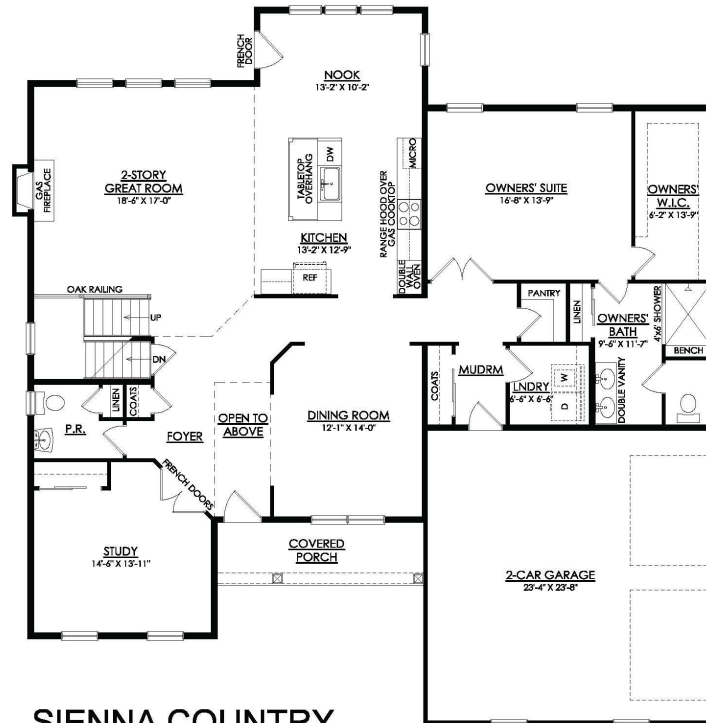 FRENCH
DOOR
NOOK
13'-2" X 10'-2"
2-STORY
GREAT ROOM
18'-6" X 17'-0"
GAS
FIREPLACE
TABLETOP
OVERHANG
DW
MICRO
RANGE HOOD OVER
GAS COOKTOP
KITCHEN
13'-2" X 12'-9"
REF
DOUBLE
WALL
OVEN
OWNERS' SUITE
16'-8" X 13'-9"
OWNERS'
W.I.C.
6'-2" X 13'-9"
OAK RAILING
UP
DN
PANTRY
LINEN
OWNERS'
BATH
9'-6" X 11'-7"
4'X6' SHOWER
BENCH
DOUBLE VANITY
COATS
MUDRM
LNDRY
6'-6" X 6'-6"
W
D
LINEN
COATS
P.R.
FOYER
OPEN TO
ABOVE
DINING ROOM
12'-1" X 14'-0"
FRENCH DOORS
STUDY
14'-6" X 13'-11"
COVERED
PORCH
2-CAR GARAGE
23'-4" X 23'-8"
SIENNA COUNTRY